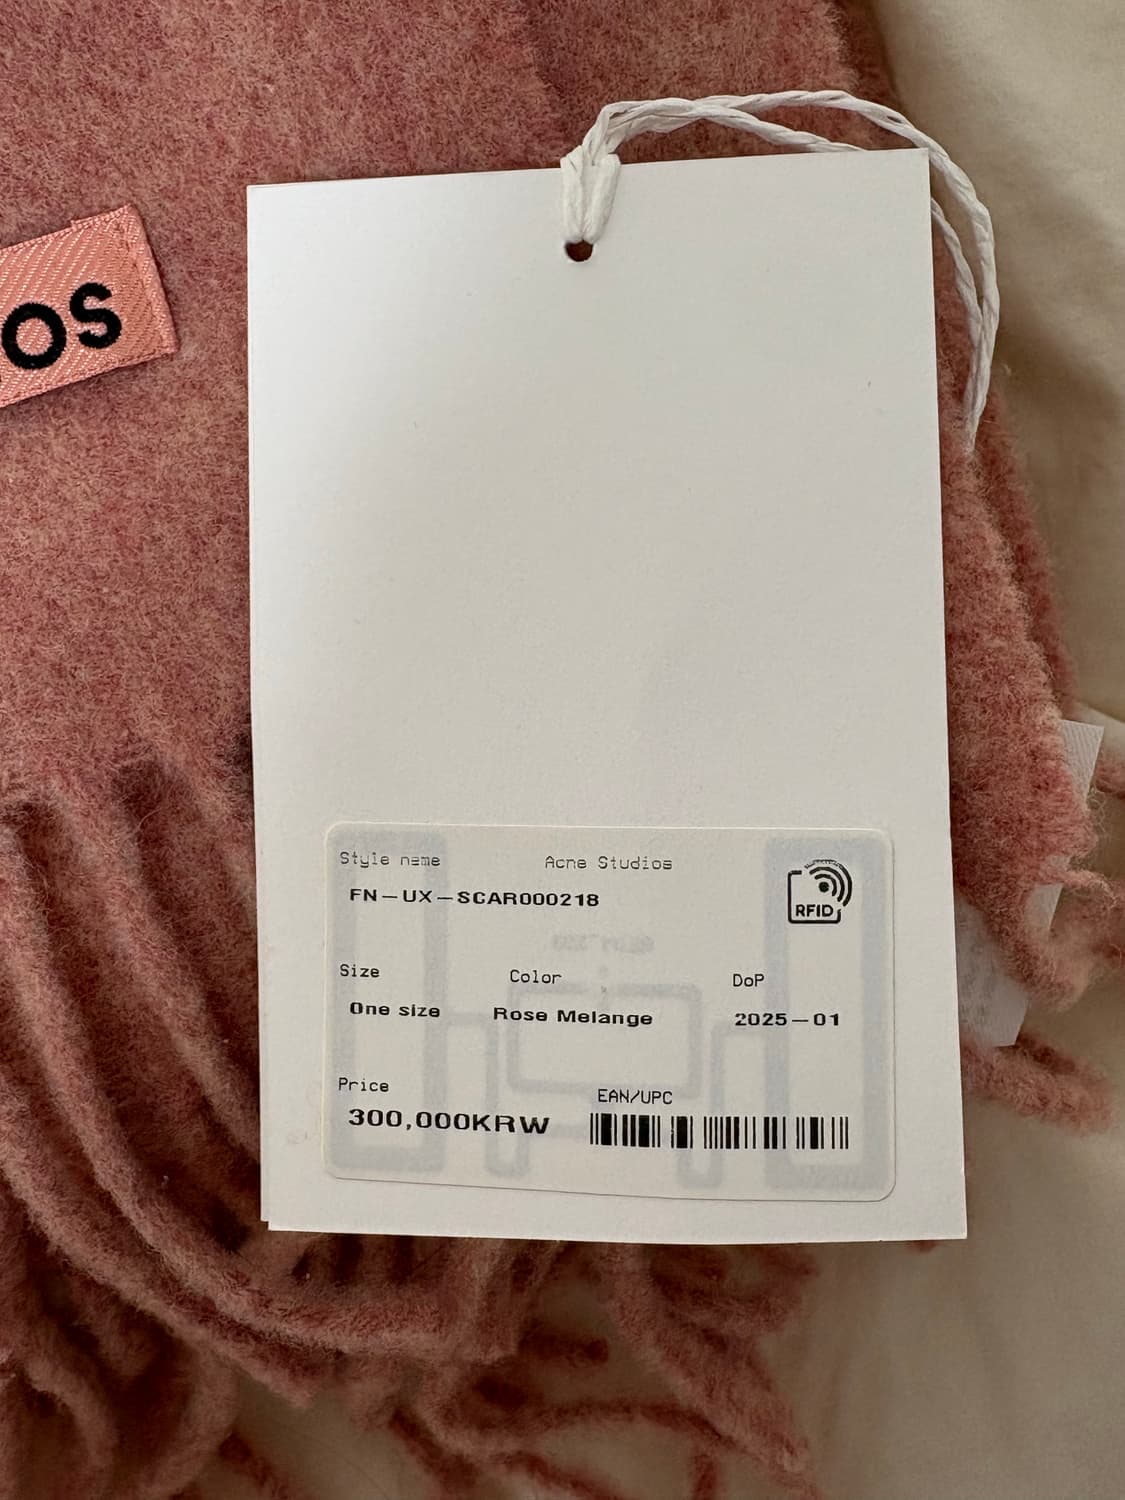 OS
Style name Acne Studios
FN-UX-SCAR000218
RFID
Size Color DoP
One size Rose Melange 2025-01
Price EAN/UPC
300,000KRW